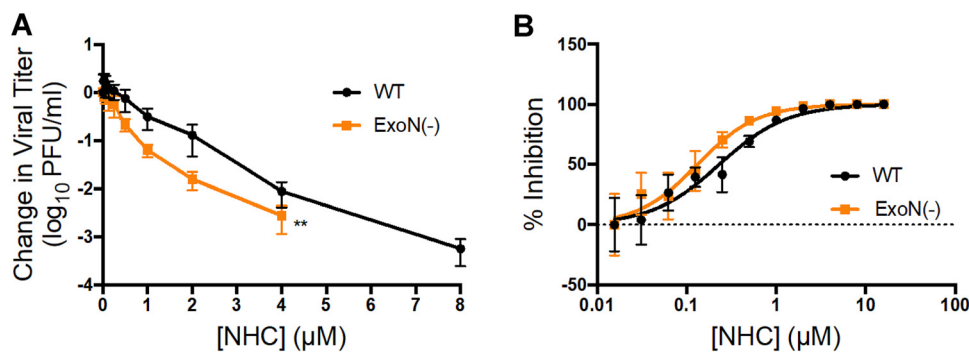 A
Change in Viral Titer
(log10 PFU/ml)
1
0
-1
-2
-3
-4
0 1 2 3 4 5 6 7 8
[NHC] (µM)
WT
ExoN(-)
**
B
% Inhibition
150
100
50
0
-50
0.01 0.1 1 10 100
[NHC] (µM)
WT
ExoN(-)